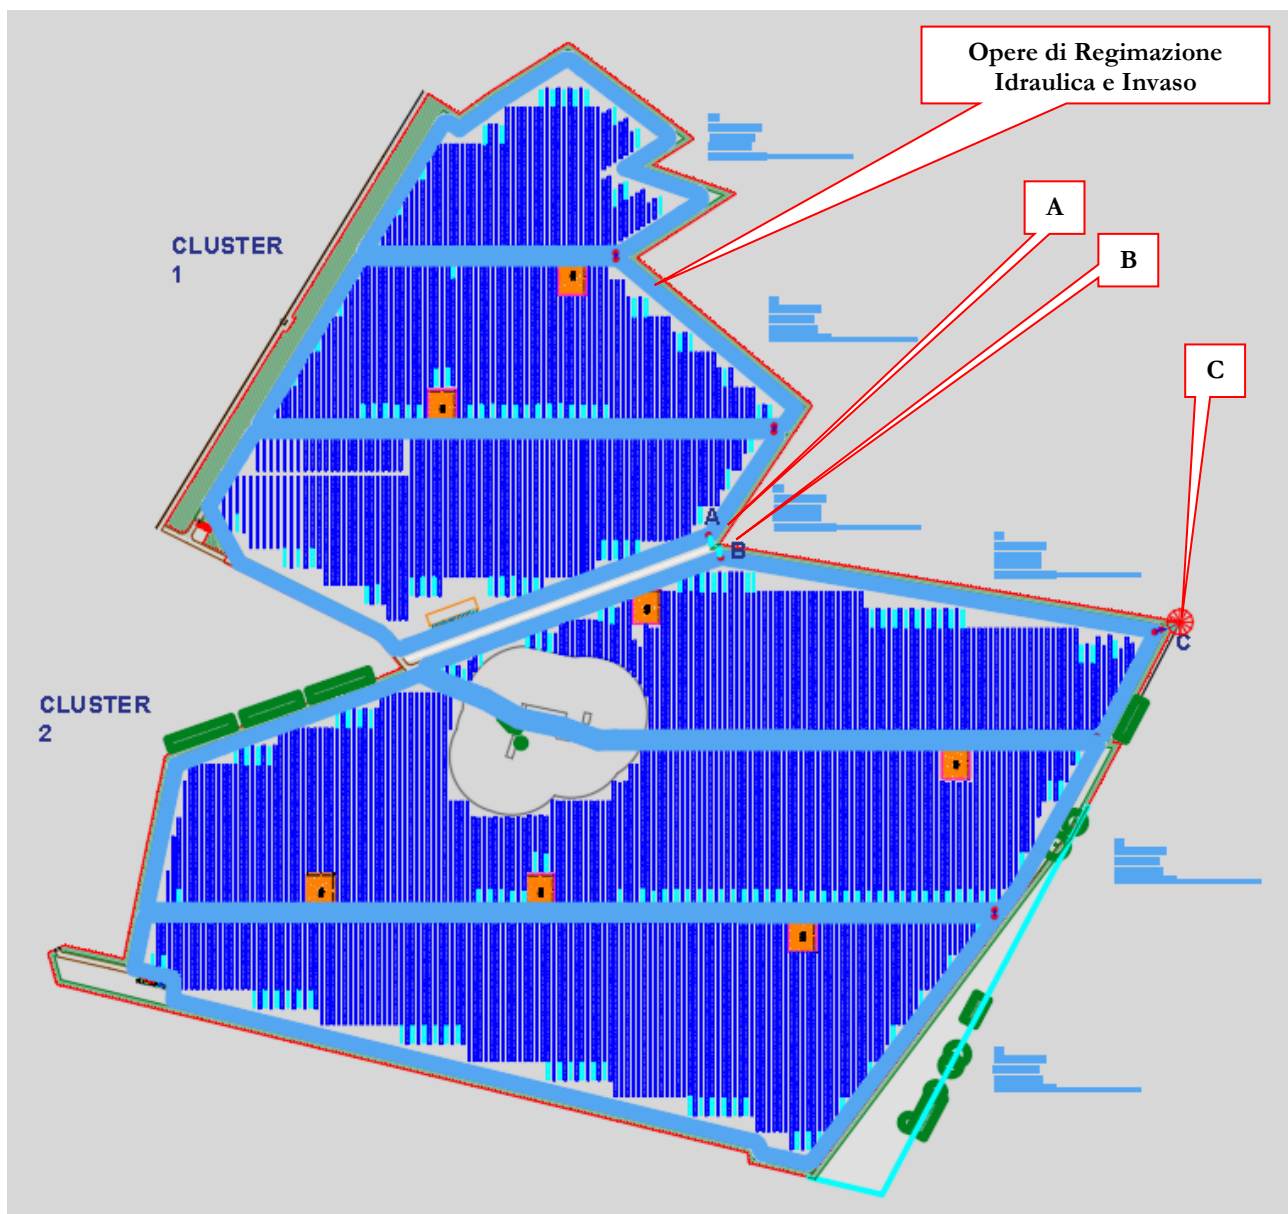 Opere di Regimazione
Idraulica e Invaso
A
B
C
CLUSTER
1
A
B
C
CLUSTER
2